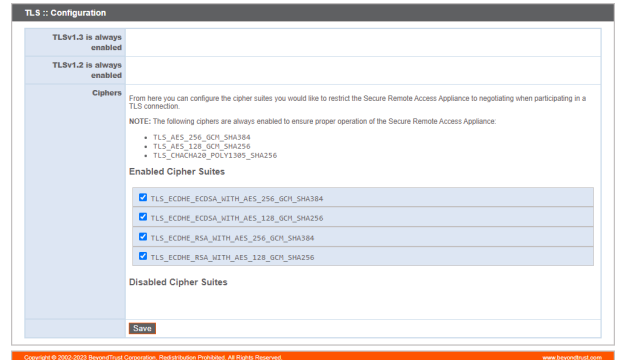 TLS :: Configuration
TLSv1.3 is always
enabled
TLSv1.2 is always
enabled
Ciphers
From here you can configure the cipher suites you would like to restrict the Secure Remote Access Appliance to negotiating when participating in a
TLS connection.
NOTE: The following ciphers are always enabled to ensure proper operation of the Secure Remote Access Appliance:
• TLS_AES_256_GCM_SHA384
• TLS_AES_128_GCM_SHA256
• TLS_CHACHA20_POLY1305_SHA256
Enabled Cipher Suites
TLS_ECDHE_ECDSA_WITH_AES_256_GCM_SHA384
TLS_ECDHE_ECDSA_WITH_AES_128_GCM_SHA256
TLS_ECDHE_RSA_WITH_AES_256_GCM_SHA384
TLS_ECDHE_RSA_WITH_AES_128_GCM_SHA256
Disabled Cipher Suites
Save
Copyright © 2002-2023 BeyondTrust Corporation. Redistribution Prohibited. All Rights Reserved. www.beyondtrust.com